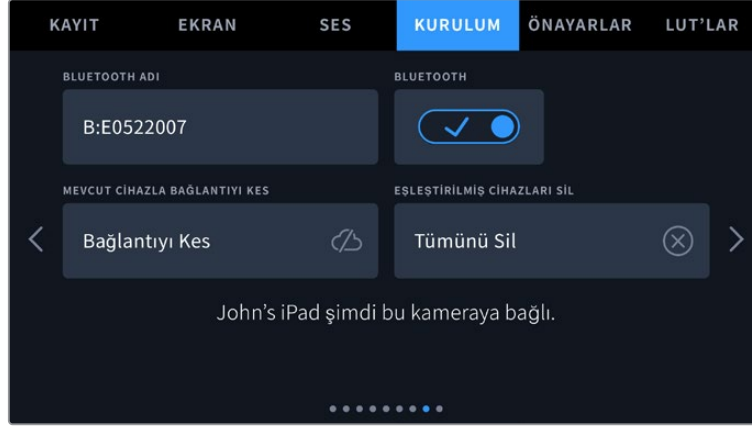 KAYIT EKRAN SES KURULUM ÖNAYARLAR LUT’LAR
BLUETOOTH ADI BLUETOOTH
B:E0522007
MEVCUT CİHAZLA BAĞLANTIYI KES EŞLEŞTİRİLMİŞ CİHAZLARI SİL
Bağlantıyı Kes Tümünü Sil
John’s iPad şimdi bu kameraya bağlı.